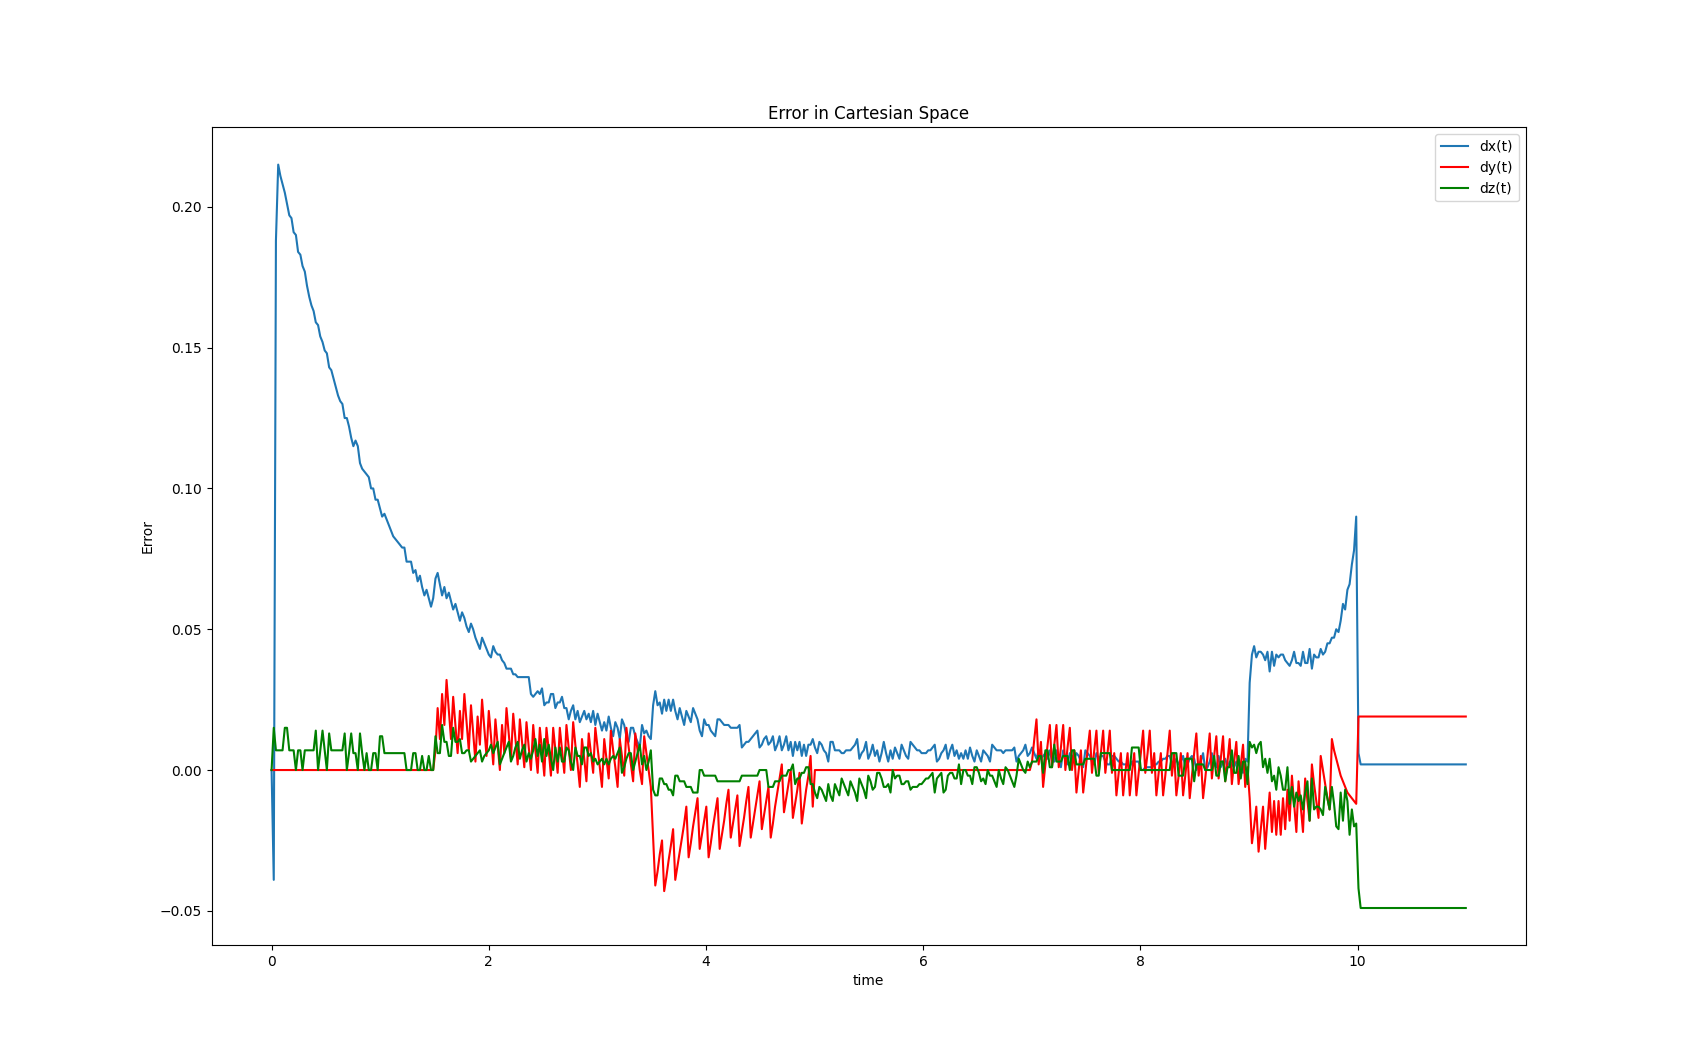 Error in Cartesian Space
dx(t)
dy(t)
dz(t)
Error
0.20
0.15
0.10
0.05
0.00
−0.05
0 2 4 6 8 10
time